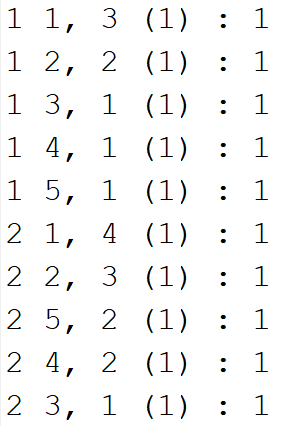 1 1, 3 (1) : 1
1 2, 2 (1) : 1
1 3, 1 (1) : 1
1 4, 1 (1) : 1
1 5, 1 (1) : 1
2 1, 4 (1) : 1
2 2, 3 (1) : 1
2 5, 2 (1) : 1
2 4, 2 (1) : 1
2 3, 1 (1) : 1